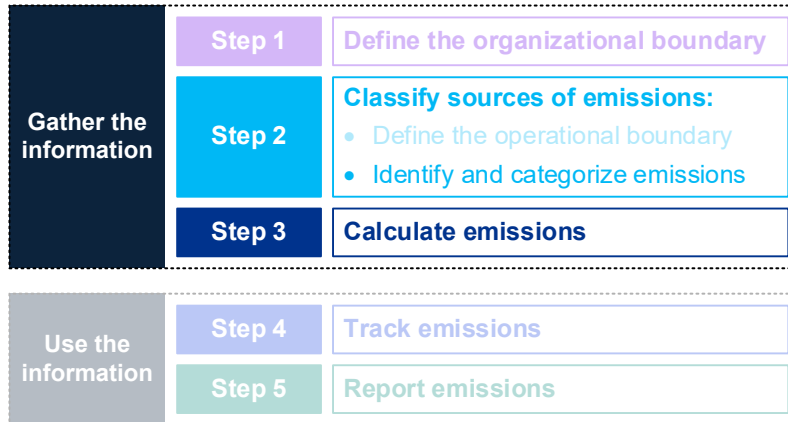 Gather the
information
Step 1
Define the organizational boundary
Step 2
Classify sources of emissions:
• Define the operational boundary
• Identify and categorize emissions
Step 3
Calculate emissions
Use the
information
Step 4
Track emissions
Step 5
Report emissions